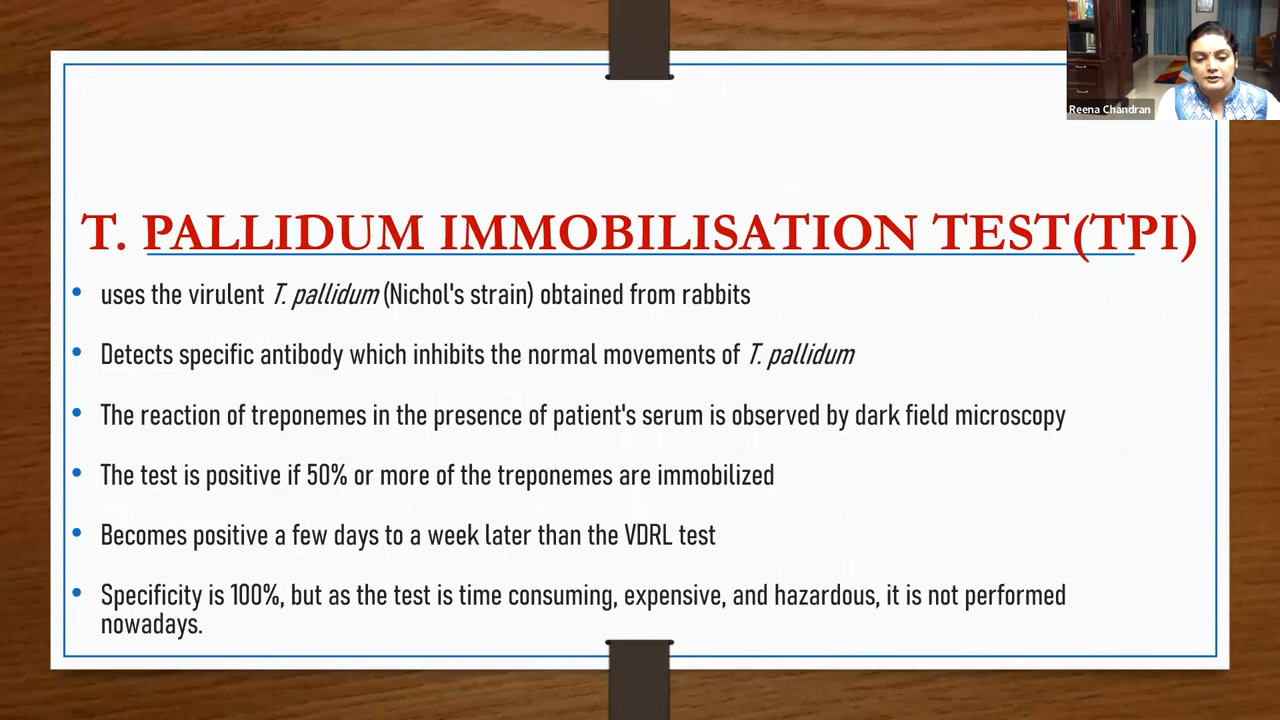 Reena Chandran
T. PALLIDUM IMMOBILISATION TEST(TPI)
• uses the virulent T. pallidum (Nichol's strain) obtained from rabbits
• Detects specific antibody which inhibits the normal movements of T. pallidum
• The reaction of treponemes in the presence of patient's serum is observed by dark field microscopy
• The test is positive if 50% or more of the treponemes are immobilized
• Becomes positive a few days to a week later than the VDRL test
• Specificity is 100%, but as the test is time consuming, expensive, and hazardous, it is not performed
nowadays.